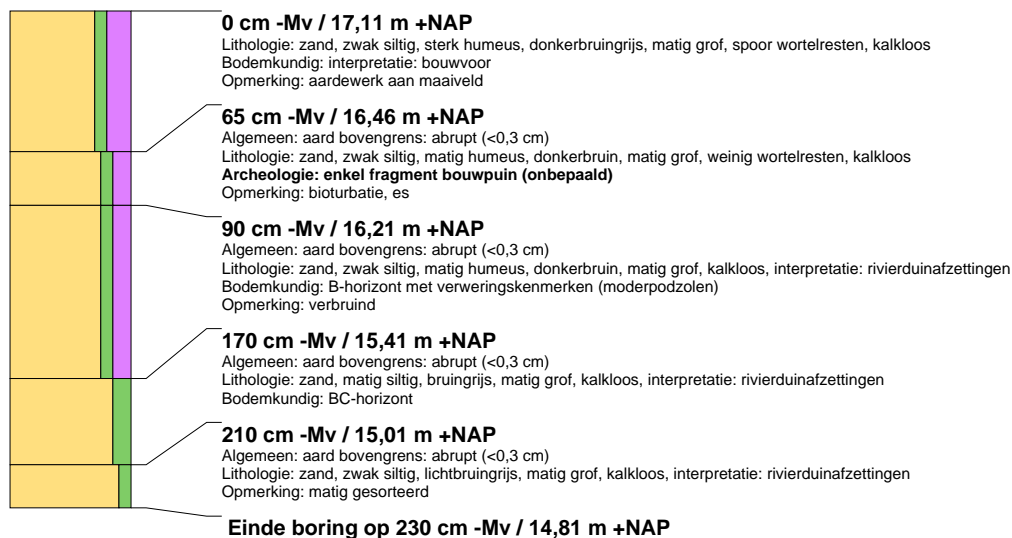 0 cm -Mv / 17,11 m +NAP
Lithologie: zand, zwak siltig, sterk humeus, donkerbruingrijs, matig grof, spoor wortelresten, kalkloos
Bodemkundig: interpretatie: bouwvoor
Opmerking: aardewerk aan maaiveld
65 cm -Mv / 16,46 m +NAP
Algemeen: aard bovengrens: abrupt (<0,3 cm)
Lithologie: zand, zwak siltig, matig humeus, donkerbruin, matig grof, weinig wortelresten, kalkloos
Archeologie: enkel fragment bouwpuin (onbepaald)
Opmerking: bioturbatie, es
90 cm -Mv / 16,21 m +NAP
Algemeen: aard bovengrens: abrupt (<0,3 cm)
Lithologie: zand, zwak siltig, matig humeus, donkerbruin, matig grof, kalkloos, interpretatie: rivierduinafzettingen
Bodemkundig: B-horizont met verweringskenmerken (moderpodzolen)
Opmerking: verbruind
170 cm -Mv / 15,41 m +NAP
Algemeen: aard bovengrens: abrupt (<0,3 cm)
Lithologie: zand, matig siltig, bruingrijs, matig grof, kalkloos, interpretatie: rivierduinafzettingen
Bodemkundig: BC-horizont
210 cm -Mv / 15,01 m +NAP
Algemeen: aard bovengrens: abrupt (<0,3 cm)
Lithologie: zand, zwak siltig, lichtbruingrijs, matig grof, kalkloos, interpretatie: rivierduinafzettingen
Opmerking: matig gesorteerd
Einde boring op 230 cm -Mv / 14,81 m +NAP